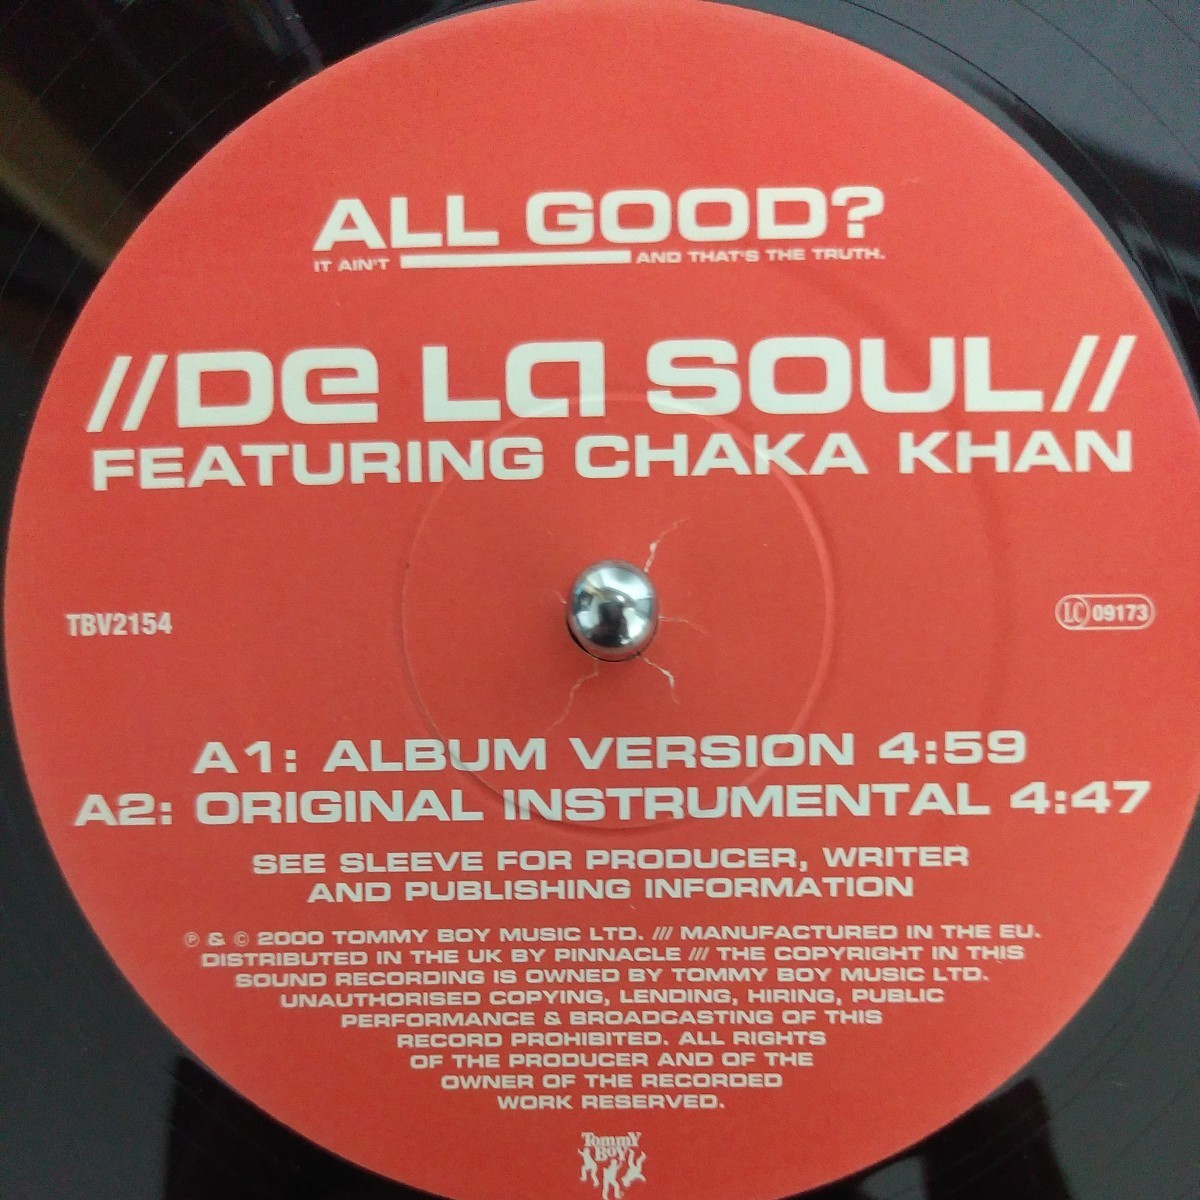 ALL GOOD?
IT AIN'T AND THAT'S THE TRUTH.
//De La SOUL//
FEATURING CHAKA KHAN
TBV2154
LC 09173
A1: ALBUM VERSION 4:59
A2: ORIGINAL INSTRUMENTAL 4:47
SEE SLEEVE FOR PRODUCER, WRITER
AND PUBLISHING INFORMATION
℗ & © 2000 TOMMY BOY MUSIC LTD. /// MANUFACTURED IN THE EU.
DISTRIBUTED IN THE UK BY PINNACLE /// THE COPYRIGHT IN THIS
SOUND RECORDING IS OWNED BY TOMMY BOY MUSIC LTD.
UNAUTHORISED COPYING, LENDING, HIRING, PUBLIC
PERFORMANCE & BROADCASTING OF THIS
RECORD PROHIBITED. ALL RIGHTS
OF THE PRODUCER AND OF THE
OWNER OF THE RECORDED
WORK RESERVED.
Tommy
Boy